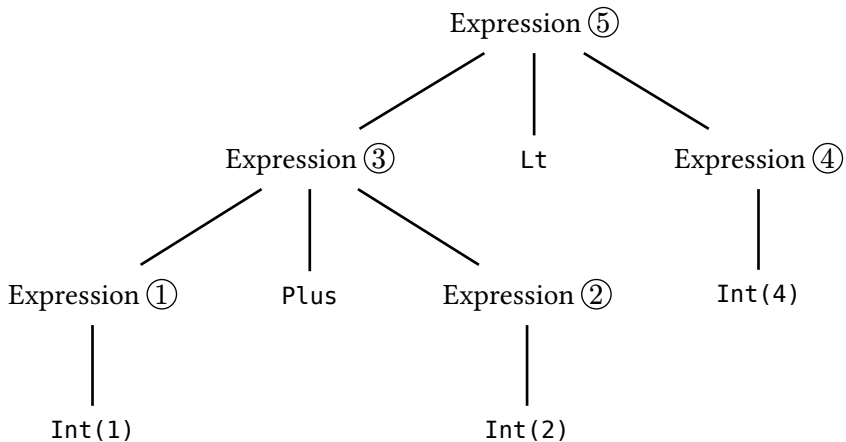 Expression ⑤
Expression ③ Lt Expression ④
Expression ① Plus Expression ② Int(4)
Int(1) Int(2)